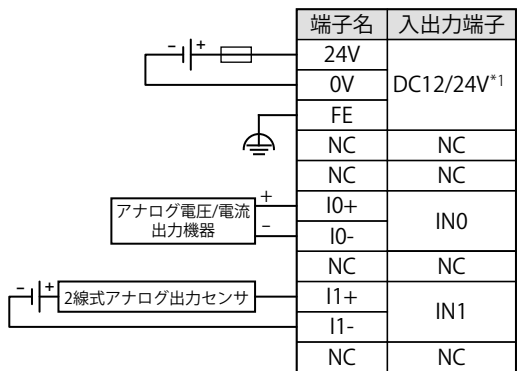 端子名 入出力端子
- + 24V DC12/24V*1
0V
FE
NC NC
NC NC
アナログ電圧/電流 + I0+ IN0
出力機器 - I0-
NC NC
- + 2線式アナログ出力センサ I1+ IN1
I1-
NC NC